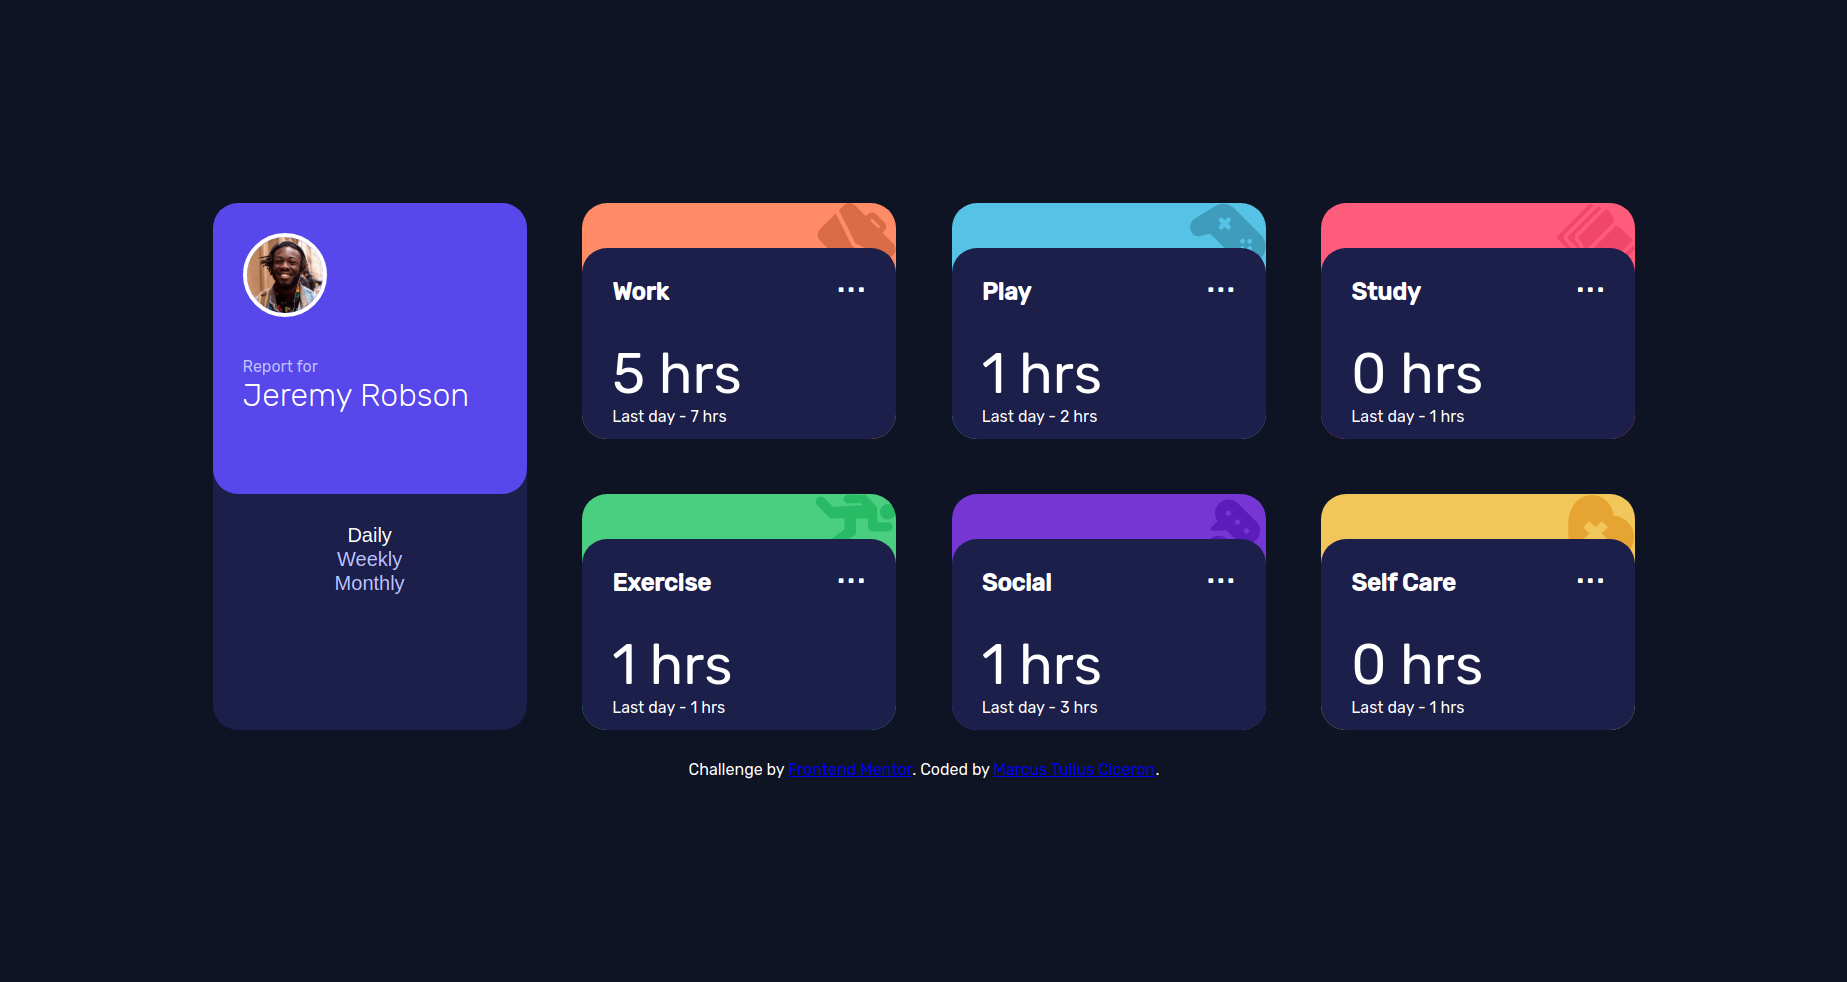 Report for
Jeremy Robson
Daily
Weekly
Monthly
Work
5 hrs
Last day - 7 hrs
Play
1 hrs
Last day - 2 hrs
Study
0 hrs
Last day - 1 hrs
Exercise
1 hrs
Last day - 1 hrs
Social
1 hrs
Last day - 3 hrs
Self Care
0 hrs
Last day - 1 hrs
Challenge by Frontend Mentor. Coded by Marcus Tullus Ciceron.